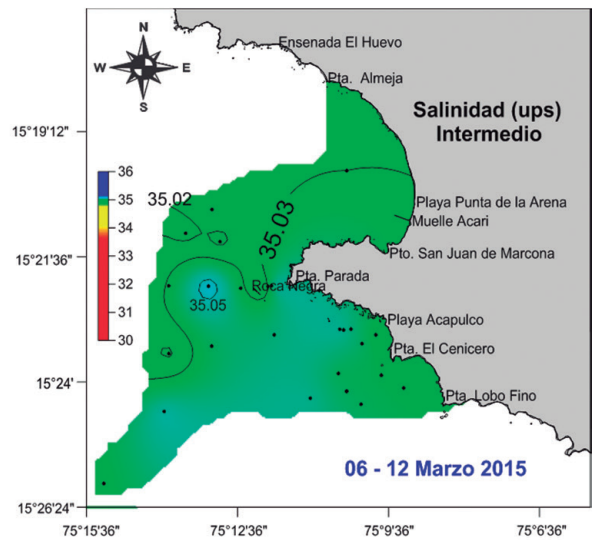 N
W E
S
Ensenada El Huevo
Pta. Almeja
Salinidad (ups)
Intermedio
15°19'12"
36
35
34
33
32
31
30
35.02
35.03
Playa Punta de la Arena
Muelle Acari
Pto. San Juan de Marcona
15°21'36"
Pta. Parada
Roca Negra
35.05
Playa Acapulco
Pta. El Cenicero
15°24'
Pta. Lobo Fino
06 - 12 Marzo 2015
15°26'24"
75°15'36" 75°12'36" 75°9'36" 75°6'36"